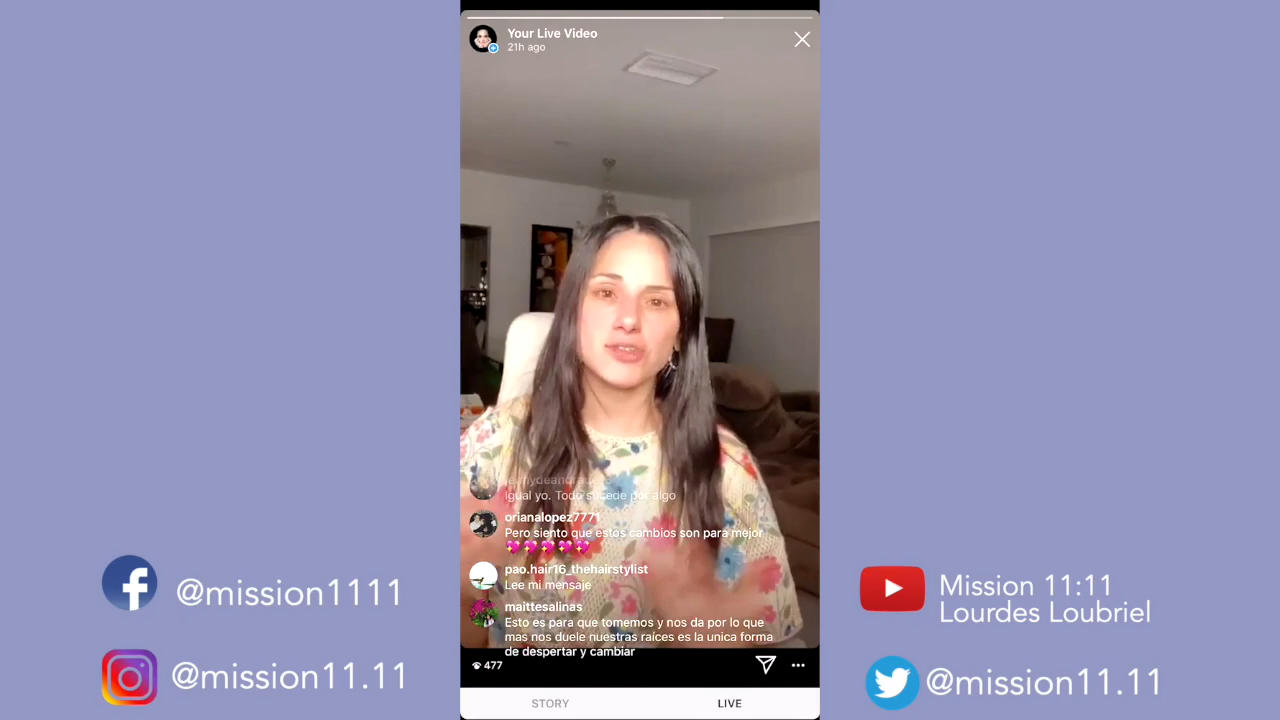 Your Live Video
21h ago
Igual yo. Todo sucede por algo
orianalopez7771
Pero siento que estos cambios son para mejor
💖💖💖💖💖
pao.hair16_thehairstylist
Lee mi mensaje
maittesalinas
Esto es para que tomemos y nos da por lo que
mas nos duele nuestras raíces es la unica forma
de despertar y cambiar
477
STORY
LIVE
@mission1111
@mission11.11
Mission 11:11
Lourdes Loubriel
@mission11.11